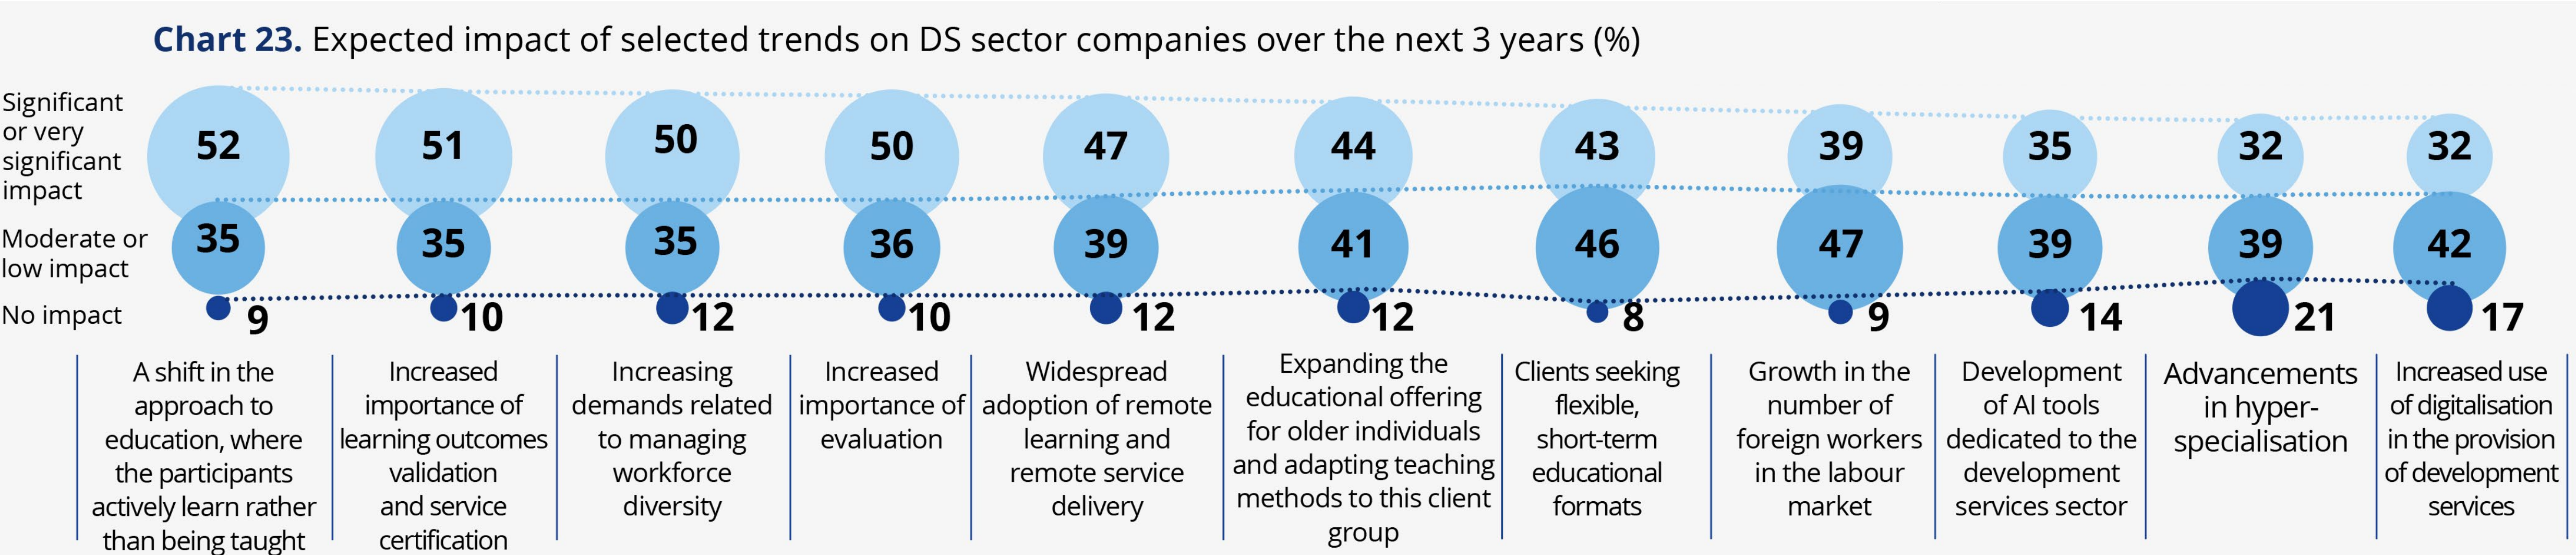 Chart 23. Expected impact of selected trends on DS sector companies over the next 3 years (%)
Significant
or very
significant
impact
52 51 50 50 47 44 43 39 35 32 32
Moderate or
low impact
35 35 35 36 39 41 46 47 39 39 42
No impact
9 10 12 10 12 12 8 9 14 21 17
A shift in the
approach to
education, where
the participants
actively learn rather
than being taught
Increased
importance of
learning outcomes
validation
and service
certification
Increasing
demands related
to managing
workforce
diversity
Increased
importance of
evaluation
Widespread
adoption of remote
learning and
remote service
delivery
Expanding the
educational offering
for older individuals
and adapting teaching
methods to this client
group
Clients seeking
flexible,
short-term
educational
formats
Growth in the
number of
foreign workers
in the labour
market
Development
of AI tools
dedicated to the
development
services sector
Advancements
in hyper-
specialisation
Increased use
of digitalisation
in the provision
of development
services